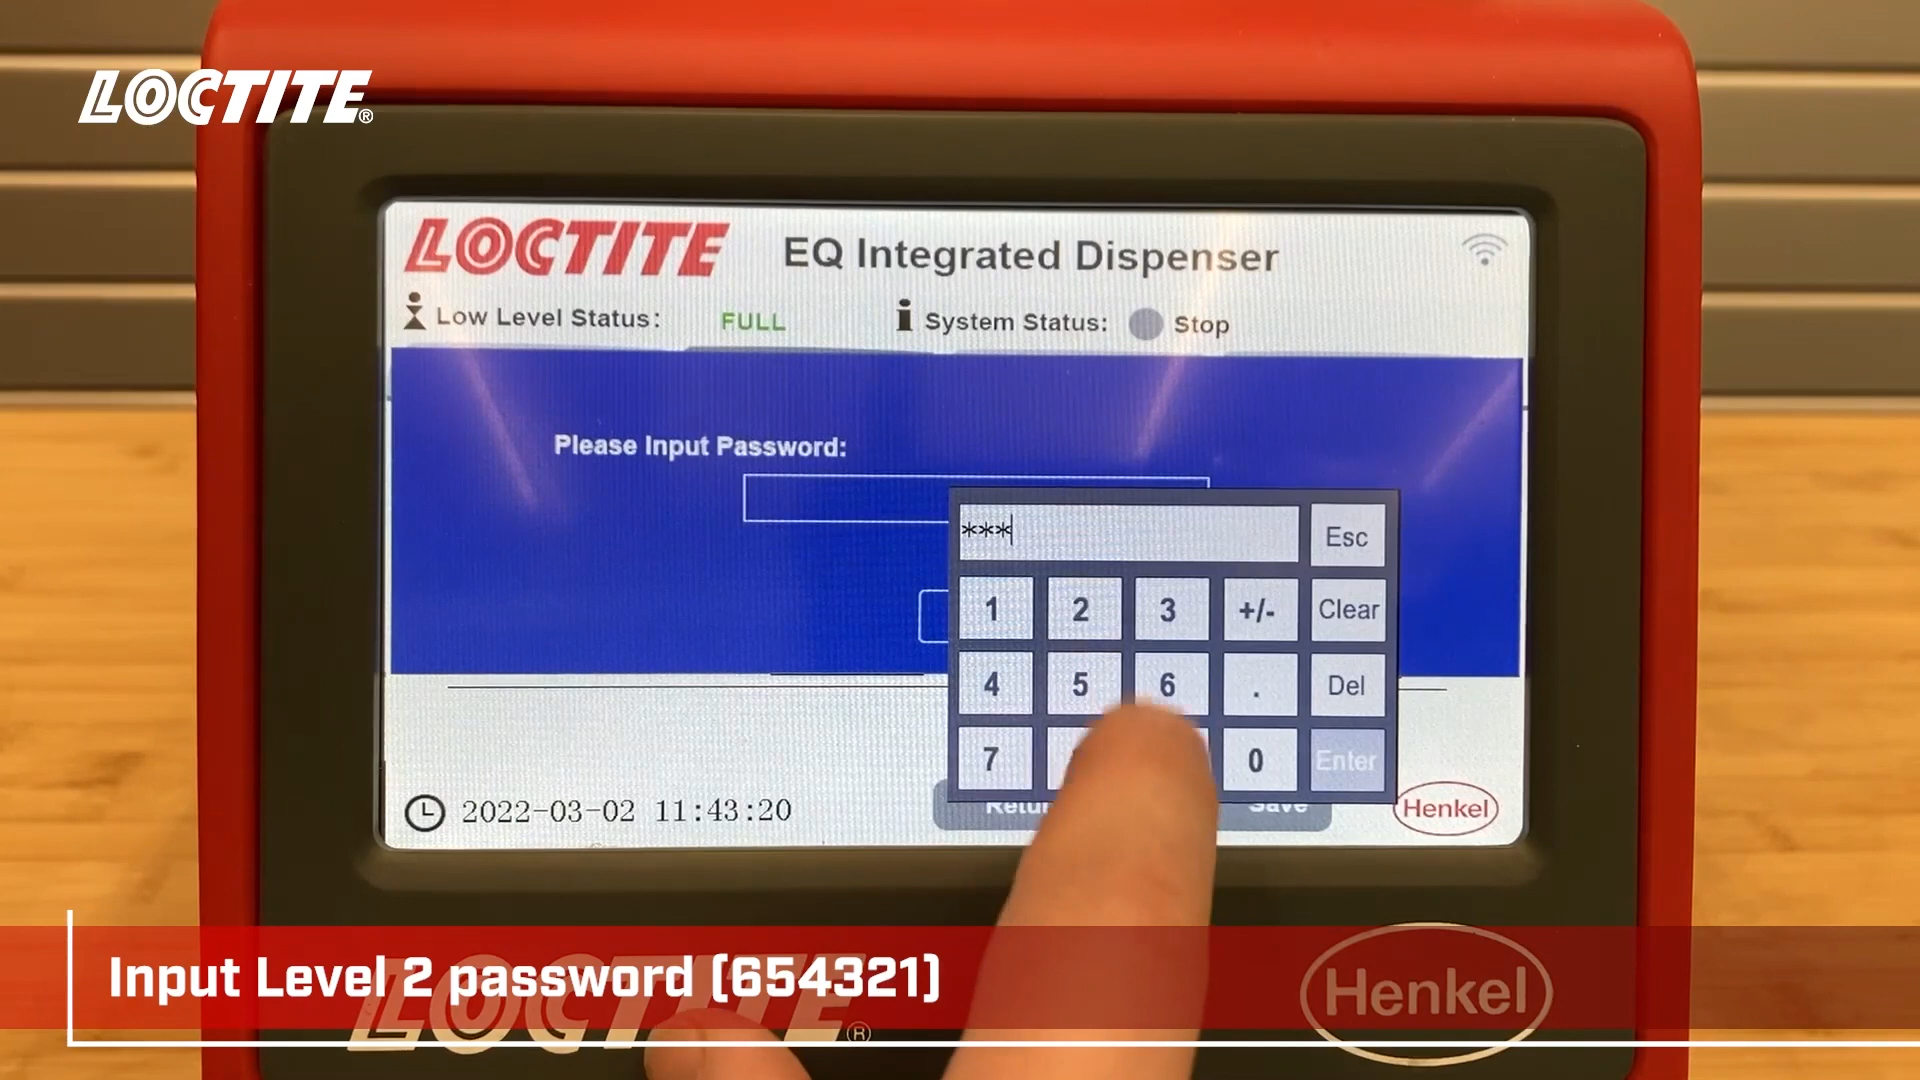 LOCTITE®
LOCTITE EQ Integrated Dispenser
Low Level Status: FULL System Status: Stop
Please Input Password:
*** Esc
1 2 3 +/- Clear
4 5 6 . Del
7 0 Enter
2022-03-02 11:43:20 Save Henkel
Input Level 2 password (654321)
LOCTITE® Henkel